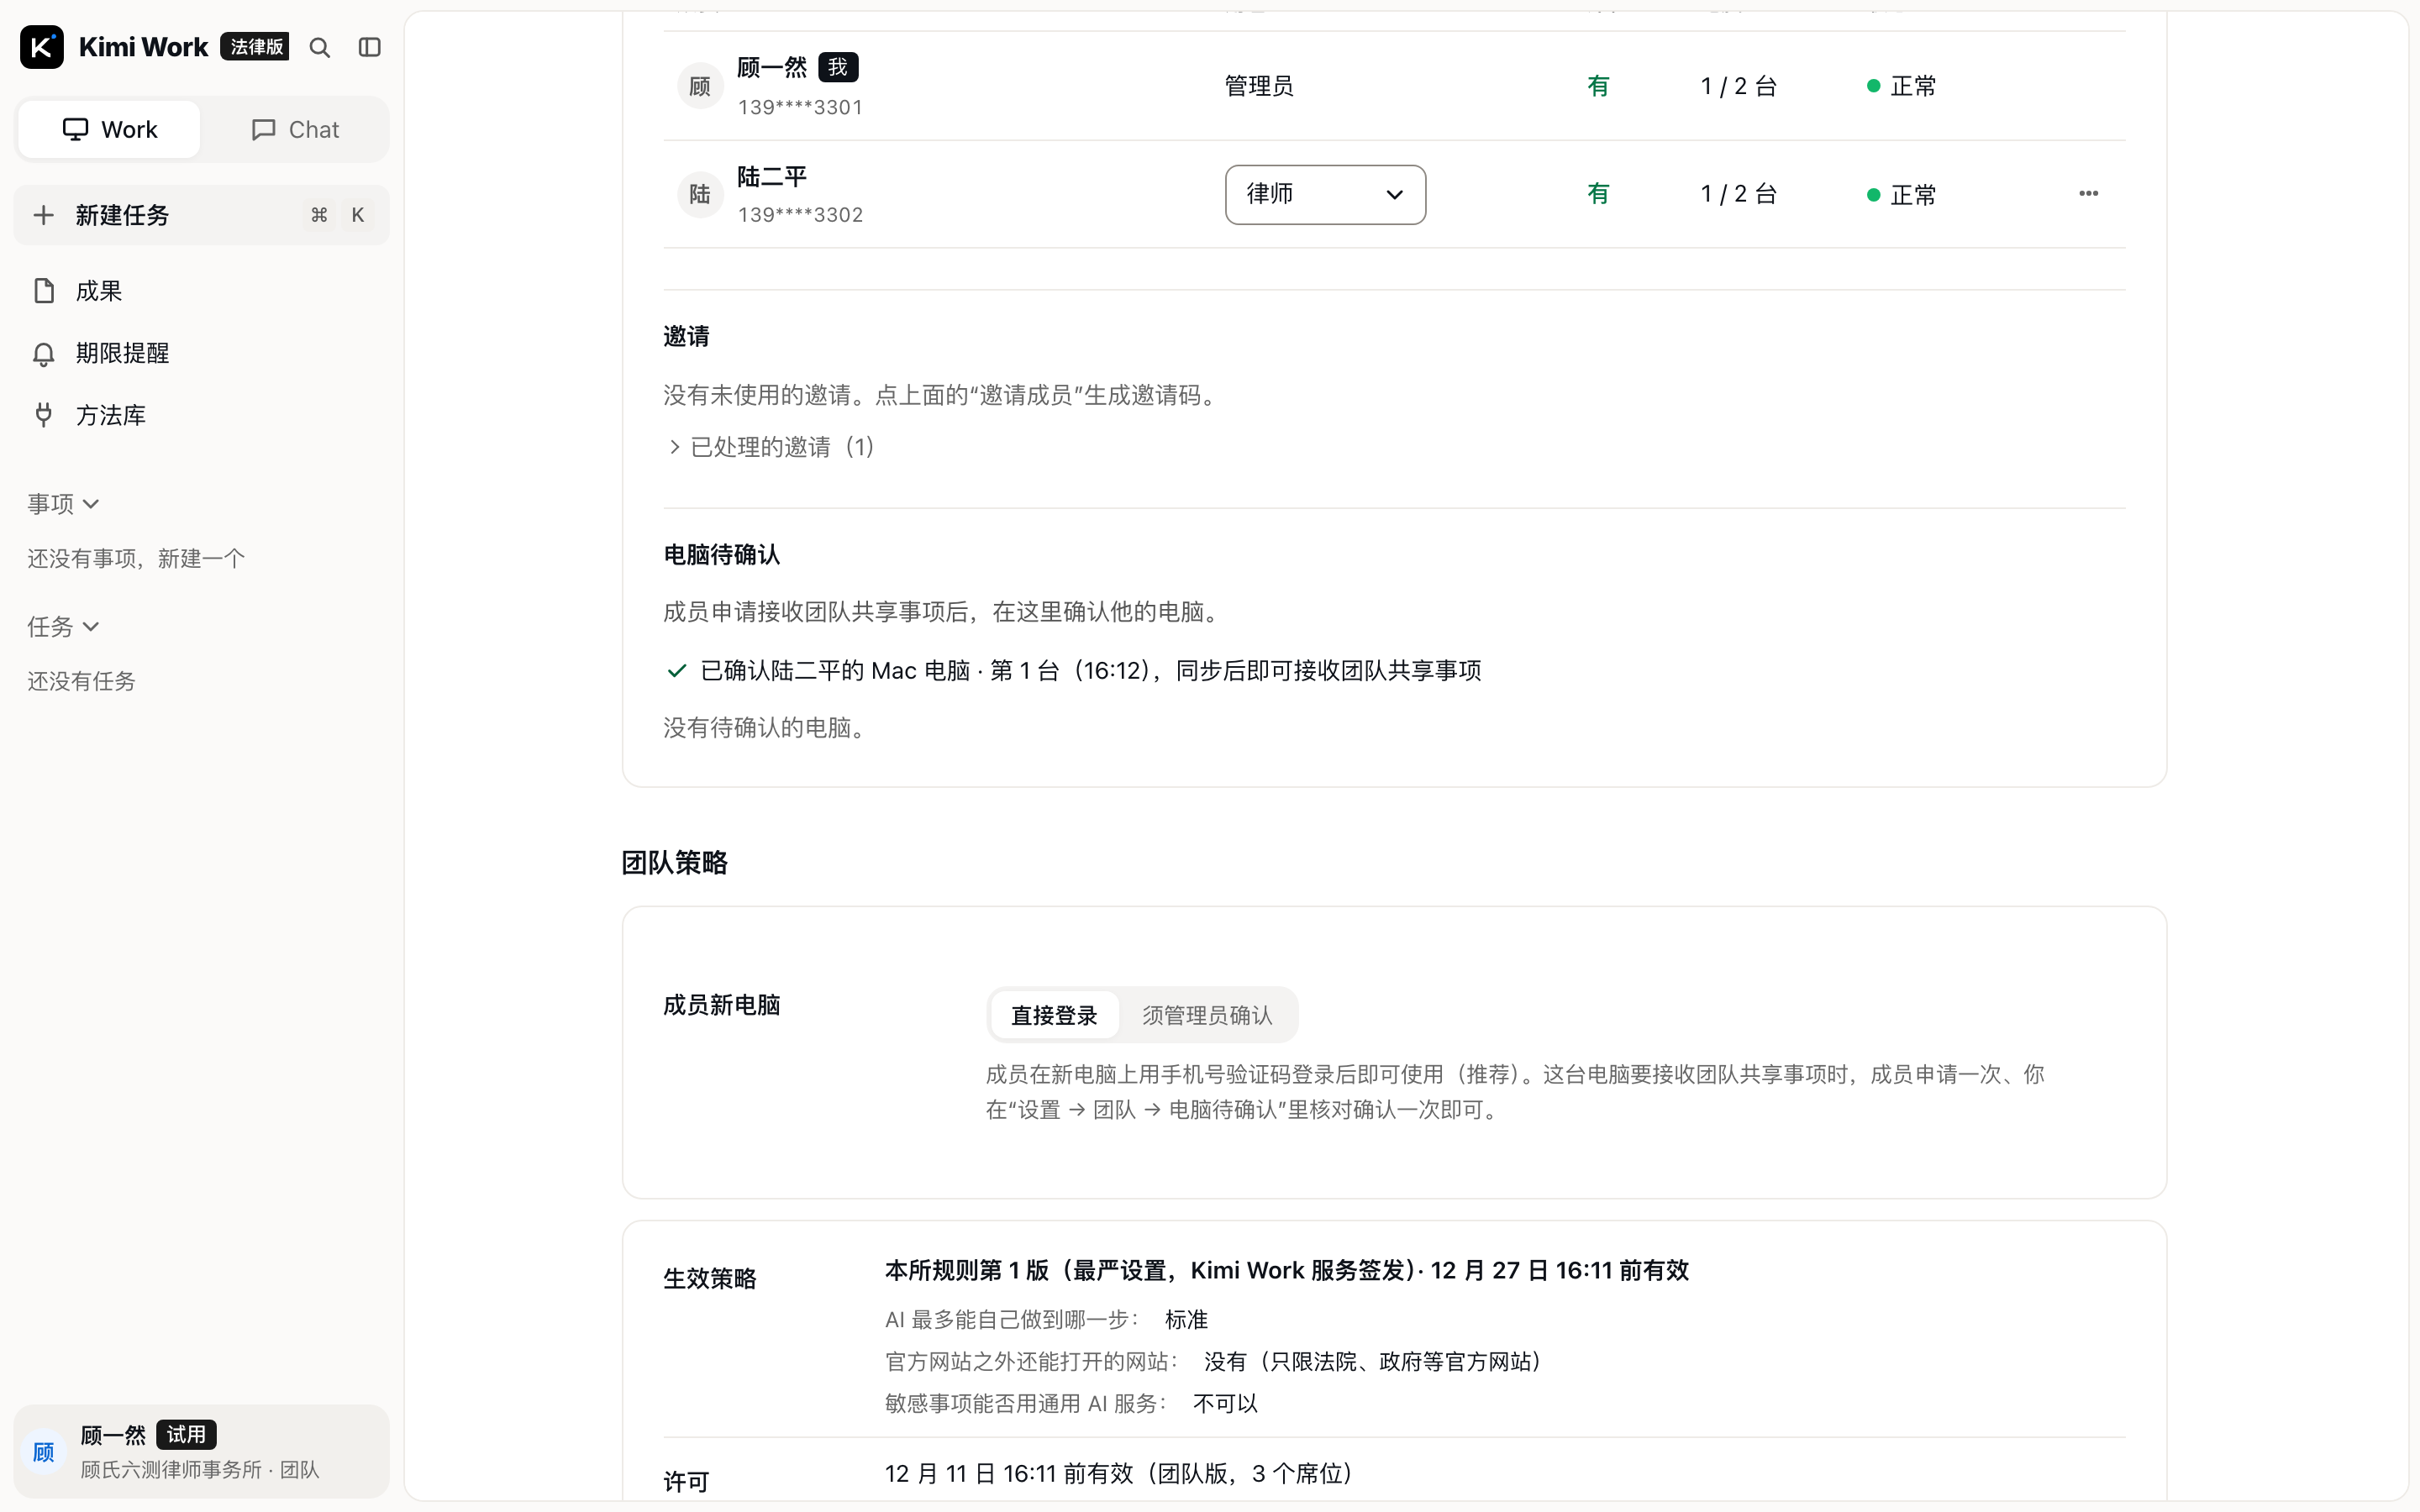 Kimi Work 法律版
Work
Chat
新建任务 ⌘ K
成果
期限提醒
方法库
事项
还没有事项，新建一个
任务
还没有任务
顾
顾一然 试用
顾氏六测律师事务所 · 团队
顾
顾一然 我
139****3301
管理员
有
1 / 2 台
正常
陆
陆二平
139****3302
律师
有
1 / 2 台
正常
邀请
没有未使用的邀请。点上面的“邀请成员”生成邀请码。
已处理的邀请（1）
电脑待确认
成员申请接收团队共享事项后，在这里确认他的电脑。
已确认陆二平的 Mac 电脑 · 第 1 台（16:12），同步后即可接收团队共享事项
没有待确认的电脑。
团队策略
成员新电脑
直接登录
须管理员确认
成员在新电脑上用手机号验证码登录后即可使用（推荐）。这台电脑要接收团队共享事项时，成员申请一次、你
在“设置 → 团队 → 电脑待确认”里核对确认一次即可。
生效策略
本所规则第 1 版（最严设置，Kimi Work 服务签发）· 12 月 27 日 16:11 前有效
AI 最多能自己做到哪一步： 标准
官方网站之外还能打开的网站： 没有（只限法院、政府等官方网站）
敏感事项能否用通用 AI 服务： 不可以
许可
12 月 11 日 16:11 前有效（团队版，3 个席位）